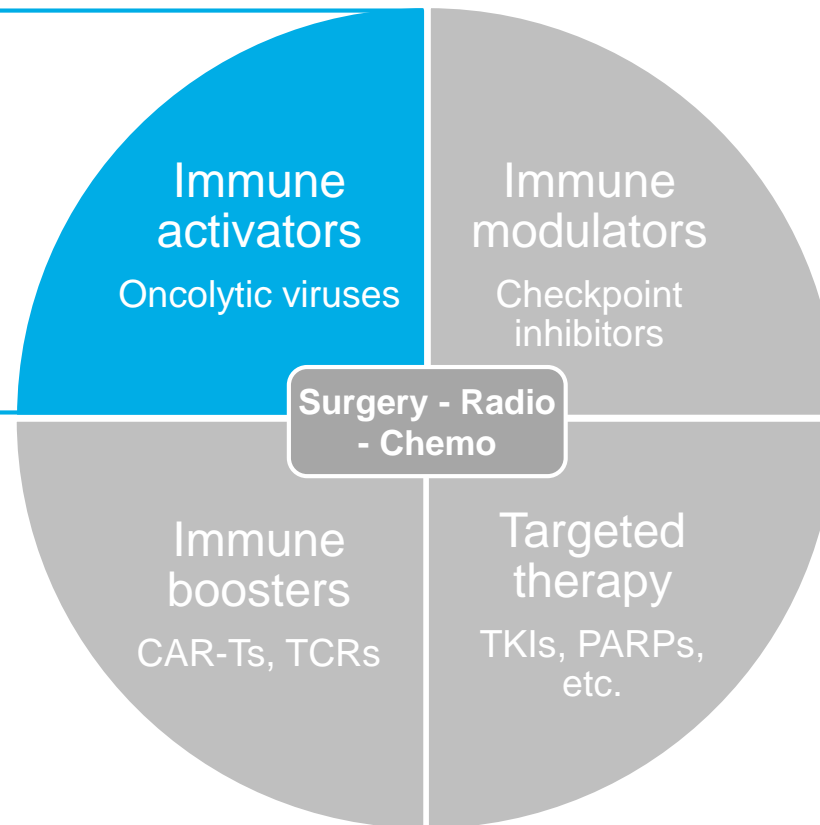 Immune
activators
Oncolytic viruses
Immune
modulators
Checkpoint
inhibitors
Surgery - Radio
- Chemo
Immune
boosters
CAR-Ts, TCRs
Targeted
therapy
TKIs, PARPs,
etc.